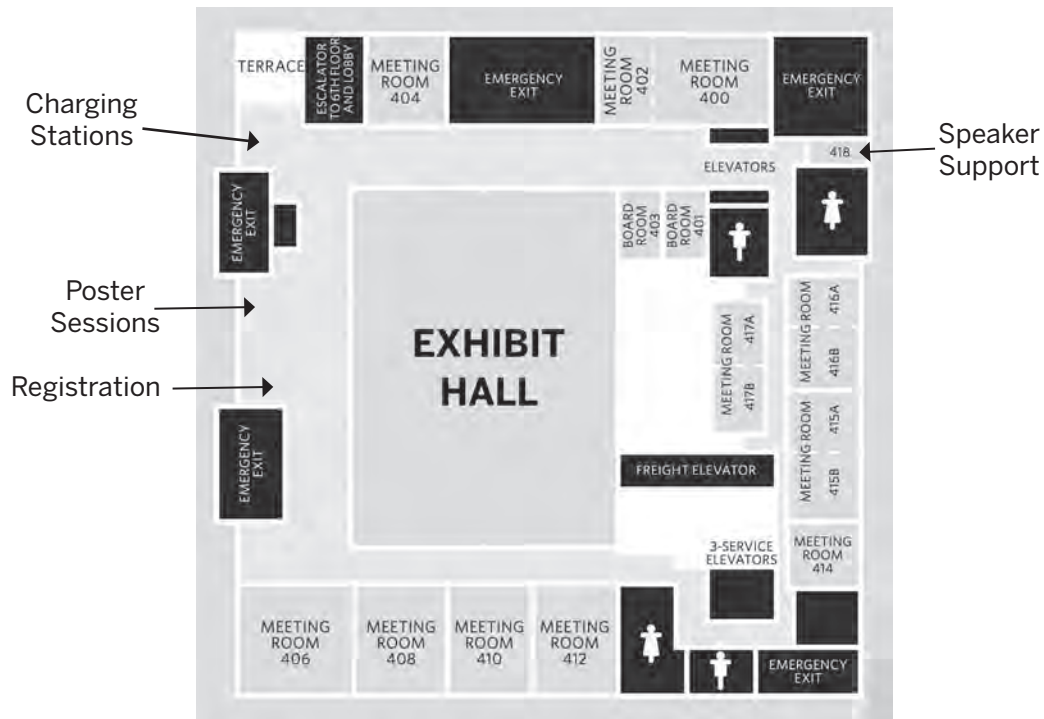 Charging
Stations
Poster
Sessions
Registration
Speaker
Support
TERRACE
ESCALATOR
TO 6TH FLOOR
AND LOBBY
MEETING
ROOM
404
EMERGENCY
EXIT
MEETING
ROOM
402
MEETING
ROOM
400
EMERGENCY
EXIT
418
ELEVATORS
EMERGENCY
EXIT
BOARD
ROOM
403
BOARD
ROOM
401
EXHIBIT
HALL
MEETING ROOM
417A
417B
MEETING ROOM
416A
416B
MEETING ROOM
415A
415B
EMERGENCY
EXIT
FREIGHT ELEVATOR
3-SERVICE
ELEVATORS
MEETING
ROOM
414
MEETING
ROOM
406
MEETING
ROOM
408
MEETING
ROOM
410
MEETING
ROOM
412
EMERGENCY
EXIT